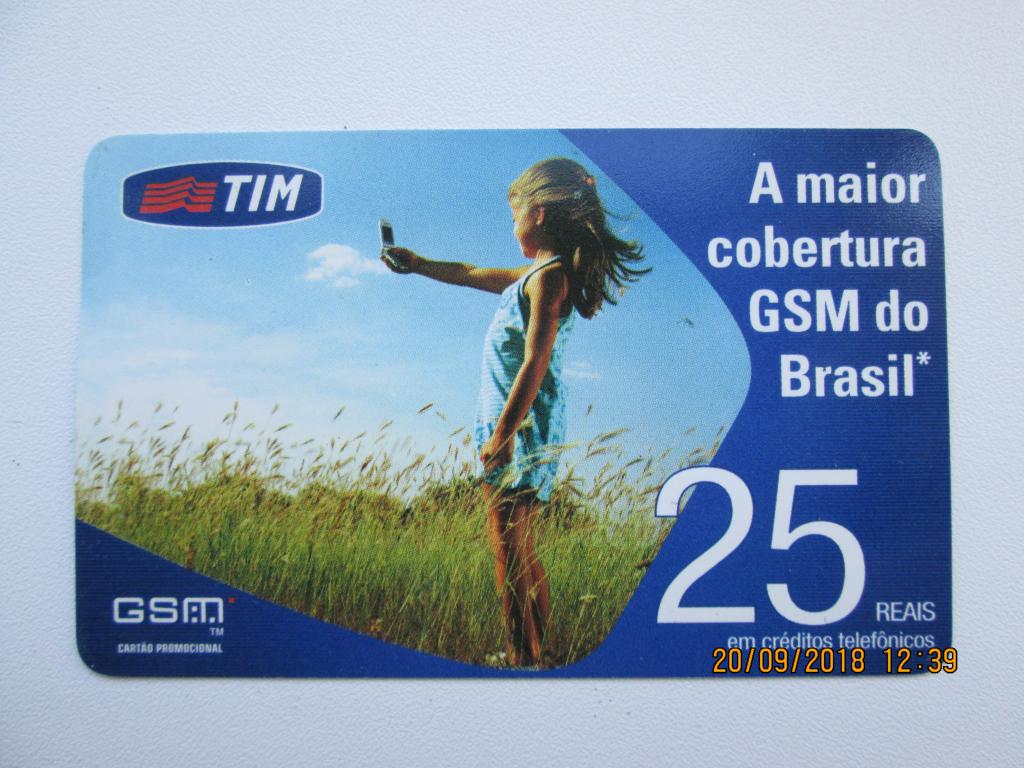 TIM
A maior
cobertura
GSM do
Brasil*
25
REAIS
em créditos telefônicos
GSM
TM
CARTÃO PROMOCIONAL
20/09/2018 12:39